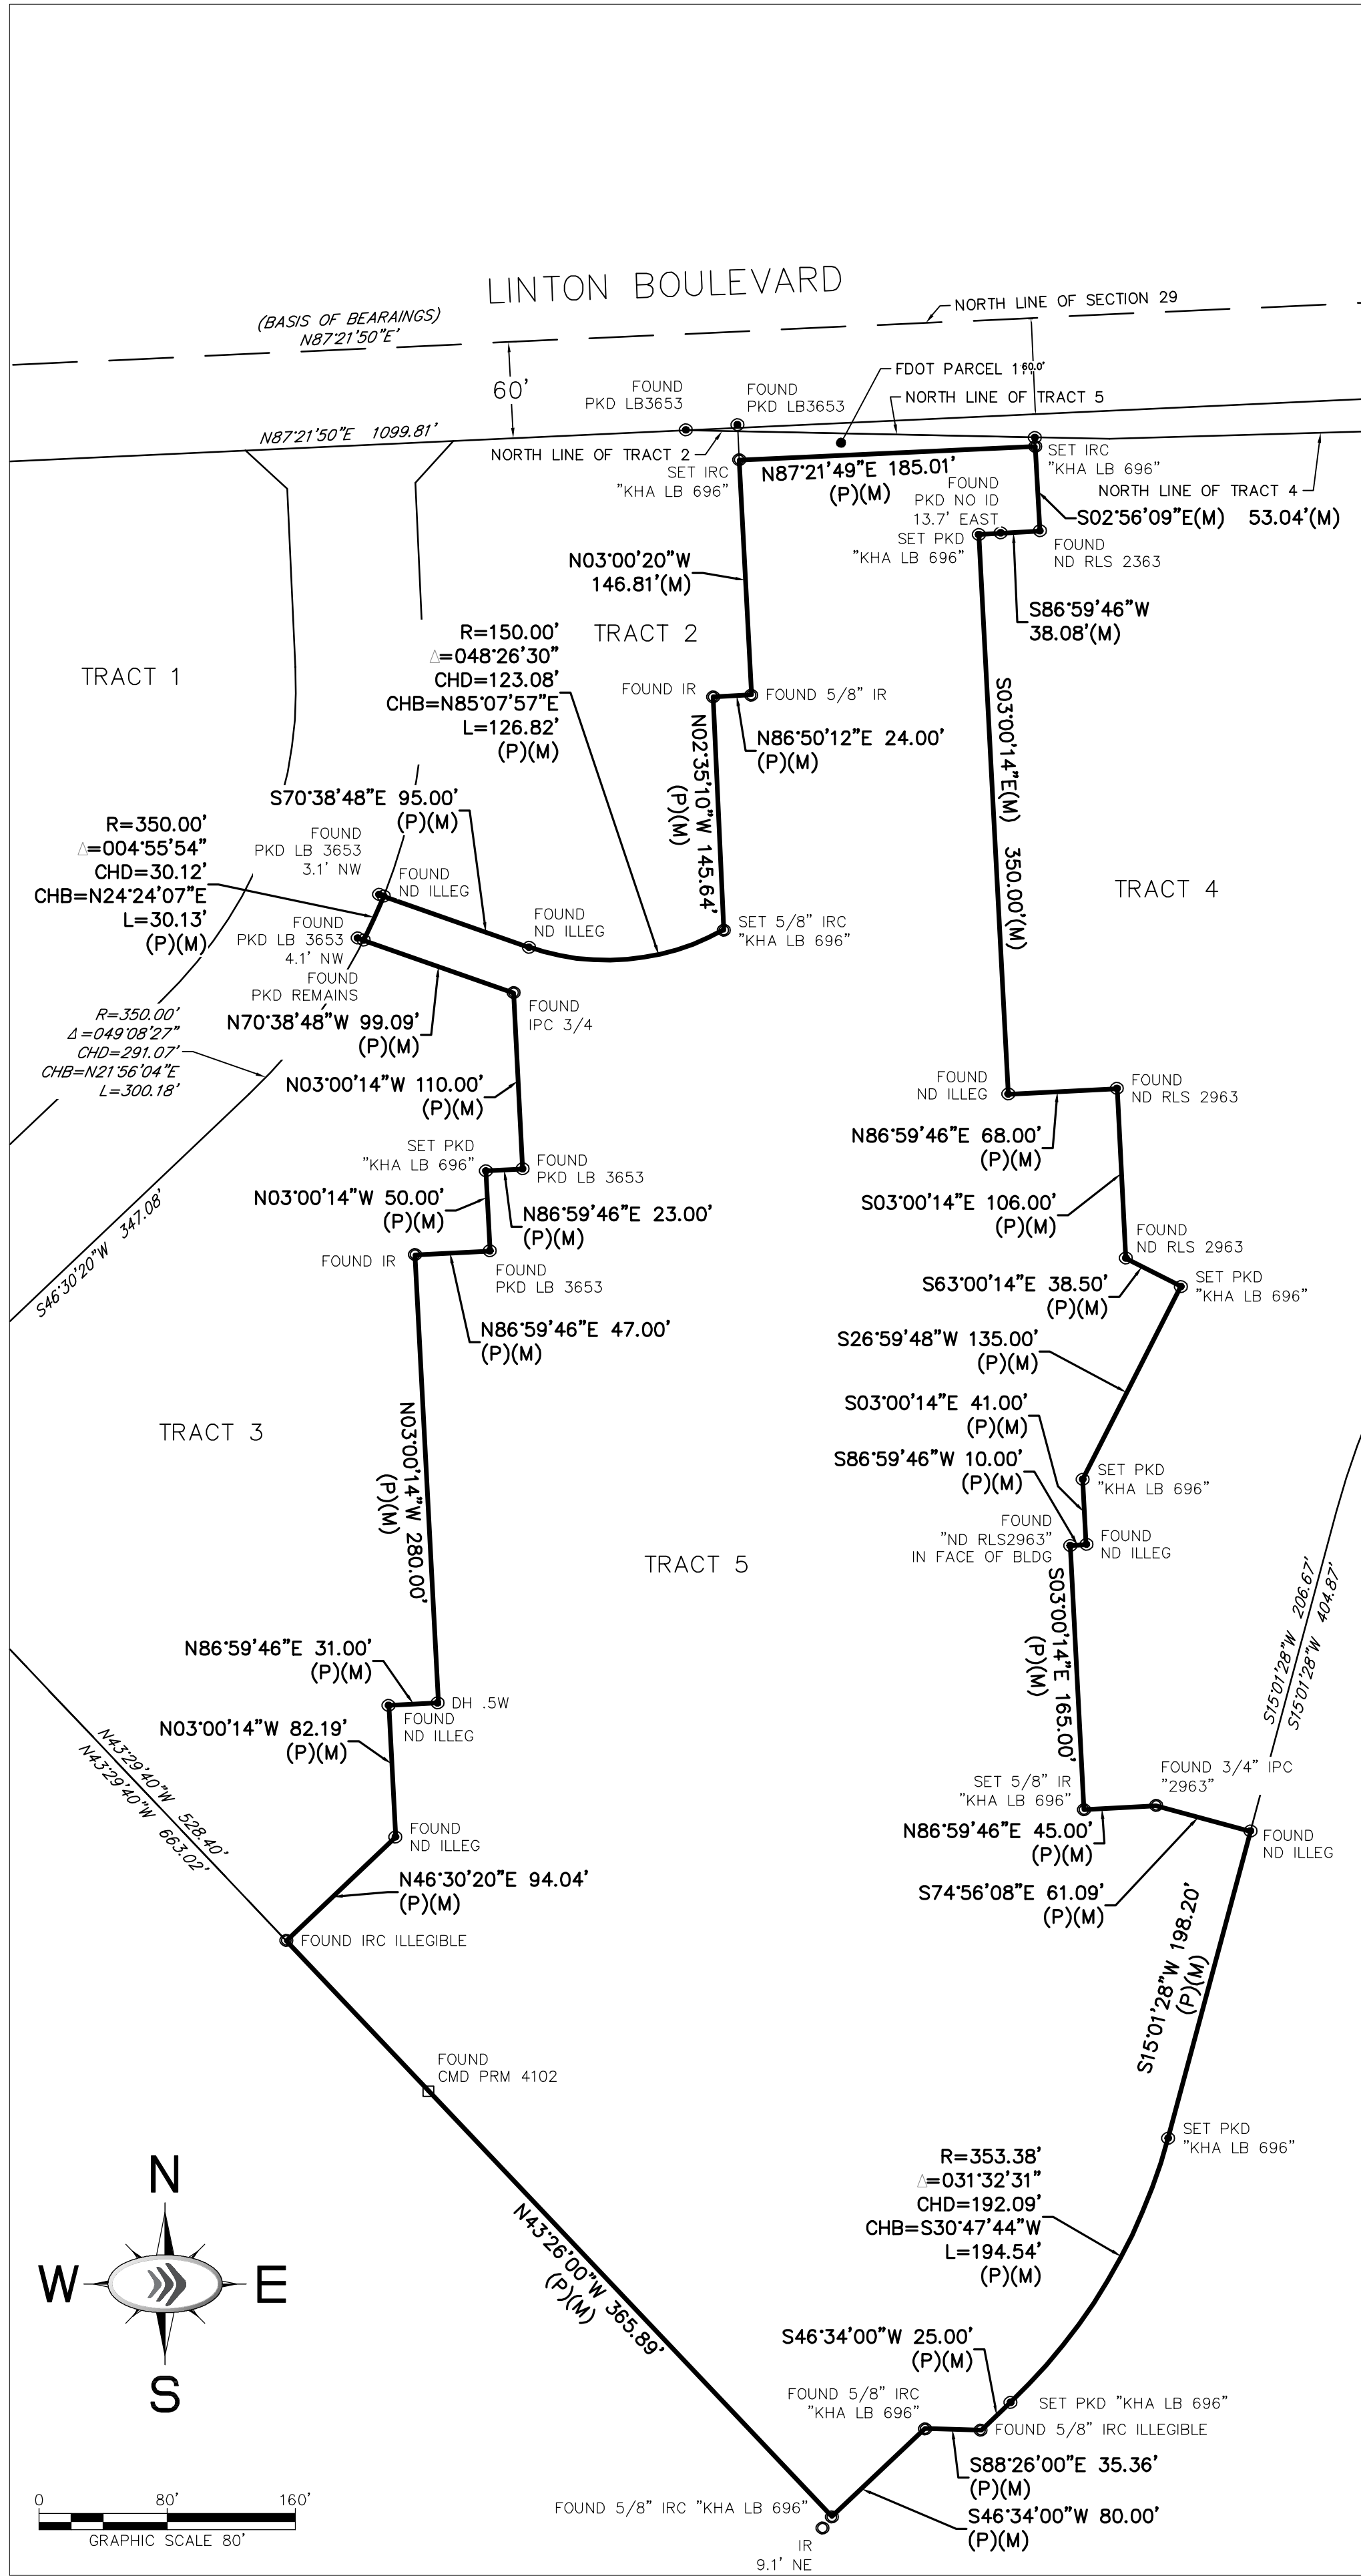 LINTON BOULEVARD
(BASIS OF BEARAINGS)
N87°21'50"E'
NORTH LINE OF SECTION 29
60'
60.0'
FDOT PARCEL
NORTH LINE OF TRACT 5
FOUND
PKD LB3653
FOUND
PKD LB3653
N87°21'50"E 1099.81'
NORTH LINE OF TRACT 2
SET IRC
"KHA LB 696"
N87°21'49"E 185.01'
(P)(M)
SET IRC
"KHA LB 696"
NORTH LINE OF TRACT 4
FOUND
PKD NO ID
13.7' EAST
SET PKD
"KHA LB 696"
S02°56'09"E(M) 53.04'(M)
FOUND
ND RLS 2363
N03°00'20"W
146.81'(M)
S86°59'46"W
38.08'(M)
R=150.00'
△=048°26'30"
CHD=123.08'
CHB=N85°07'57"E
L=126.82'
(P)(M)
TRACT 2
TRACT 1
FOUND IR
FOUND 5/8" IR
N86°50'12"E 24.00'
(P)(M)
S03°00'14"E(M) 350.00'(M)
N02°35'10"W 145.64'
(P)(M)
S70°38'48"E 95.00'
(P)(M)
R=350.00'
△=004°55'54"
CHD=30.12'
CHB=N24°24'07"E
L=30.13'
(P)(M)
FOUND
PKD LB 3653
3.1' NW
FOUND
ND ILLEG
TRACT 4
FOUND
PKD LB 3653
4.1' NW
FOUND
ND ILLEG
SET 5/8" IRC
"KHA LB 696"
FOUND
PKD REMAINS
R=350.00'
Δ=049°08'27"
CHD=291.07'
CHB=N21°56'04"E
L=300.18'
N70°38'48"W 99.09'
(P)(M)
FOUND
IPC 3/4
N03°00'14"W 110.00'
(P)(M)
FOUND
ND ILLEG
FOUND
ND RLS 2963
N86°59'46"E 68.00'
(P)(M)
SET PKD
"KHA LB 696"
FOUND
PKD LB 3653
N03°00'14"W 50.00'
(P)(M)
N86°59'46"E 23.00'
(P)(M)
S03°00'14"E 106.00'
(P)(M)
S46°30'20"W 347.08'
FOUND IR
FOUND
PKD LB 3653
FOUND
ND RLS 2963
S63°00'14"E 38.50'
(P)(M)
SET PKD
"KHA LB 696"
N86°59'46"E 47.00'
(P)(M)
S26°59'48"W 135.00'
(P)(M)
S03°00'14"E 41.00'
(P)(M)
TRACT 3
N03°00'14"W 280.00'
(P)(M)
S86°59'46"W 10.00'
(P)(M)
SET PKD
"KHA LB 696"
FOUND
"ND RLS2963"
IN FACE OF BLDG
FOUND
ND ILLEG
TRACT 5
S15°01'28"W 206.67'
S15°01'28"W 404.87'
S03°00'14"E 165.00'
(P)(M)
N86°59'46"E 31.00'
(P)(M)
DH .5W
FOUND
ND ILLEG
N03°00'14"W 82.19'
(P)(M)
N43°29'40"W 528.40'
N43°29'40"W 663.02'
SET 5/8" IR
"KHA LB 696"
FOUND 3/4" IPC
"2963"
N86°59'46"E 45.00'
(P)(M)
FOUND
ND ILLEG
FOUND
ND ILLEG
N46°30'20"E 94.04'
(P)(M)
S74°56'08"E 61.09'
(P)(M)
FOUND IRC ILLEGIBLE
S15°01'28"W 198.20'
(P)(M)
FOUND
CMD PRM 4102
SET PKD
"KHA LB 696"
R=353.38'
△=031°32'31"
CHD=192.09'
CHB=S30°47'44"W
L=194.54'
(P)(M)
N
W
E
S
N43°26'00"W 365.89'
(P)(M)
S46°34'00"W 25.00'
(P)(M)
FOUND 5/8" IRC
"KHA LB 696"
SET PKD "KHA LB 696"
FOUND 5/8" IRC ILLEGIBLE
S88°26'00"E 35.36'
(P)(M)
FOUND 5/8" IRC "KHA LB 696"
S46°34'00"W 80.00'
(P)(M)
IR
9.1' NE
0 80' 160'
GRAPHIC SCALE 80'